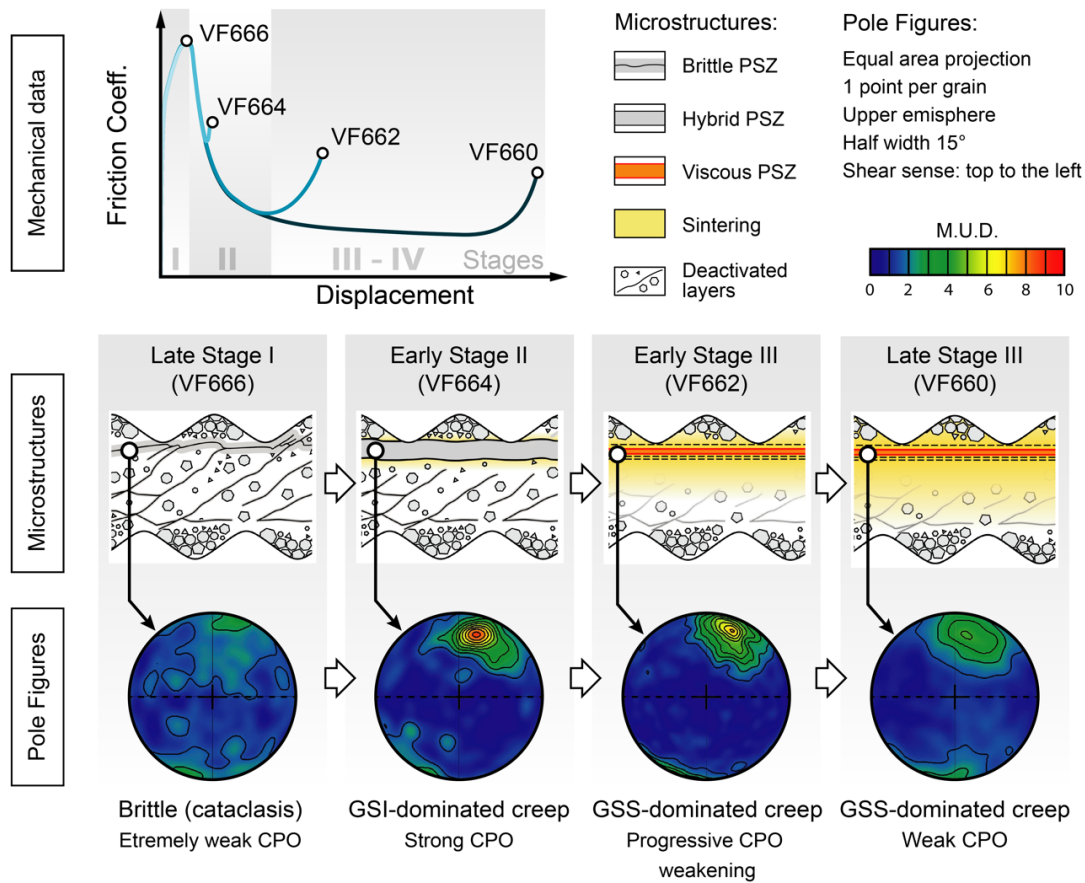 Mechanical data
Friction Coeff.
VF666
VF664
VF662
VF660
I
II
III - IV
Stages
Displacement
Microstructures:
Brittle PSZ
Hybrid PSZ
Viscous PSZ
Sintering
Deactivated
layers
Pole Figures:
Equal area projection
1 point per grain
Upper emisphere
Half width 15°
Shear sense: top to the left
M.U.D.
0 2 4 6 8 10
Microstructures
Late Stage I
(VF666)
Early Stage II
(VF664)
Early Stage III
(VF662)
Late Stage III
(VF660)
Pole Figures
Brittle (cataclasis)
Etremely weak CPO
GSI-dominated creep
Strong CPO
GSS-dominated creep
Progressive CPO
weakening
GSS-dominated creep
Weak CPO